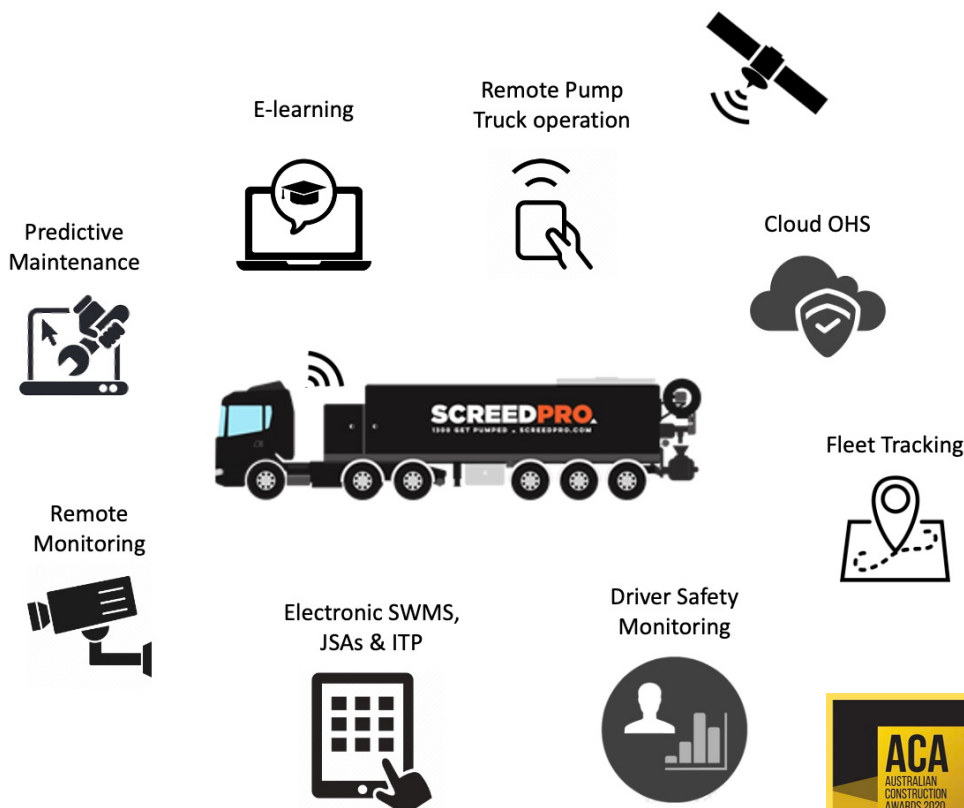 E-learning
Remote Pump
Truck operation
Predictive
Maintenance
Cloud OHS
SCREEDPRO.
1300 GET PUMPED . SCREEDPRO.COM
Fleet Tracking
Remote
Monitoring
Electronic SWMS,
JSAs & ITP
Driver Safety
Monitoring
ACA
AUSTRALIAN
CONSTRUCTION
AWARDS 2020